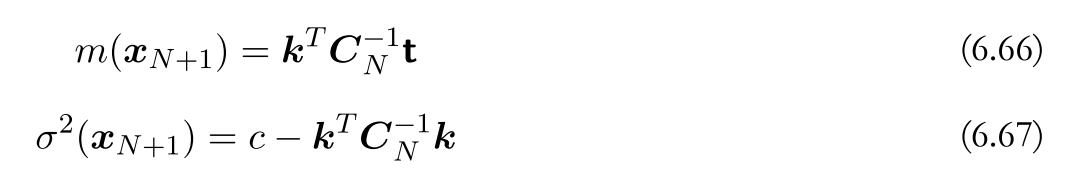 m(𝒙_{N+1}) = 𝒌^T 𝑪_N^{-1} 𝘁 (6.66)
σ^2(𝒙_{N+1}) = c − 𝒌^T 𝑪_N^{-1} 𝒌 (6.67)